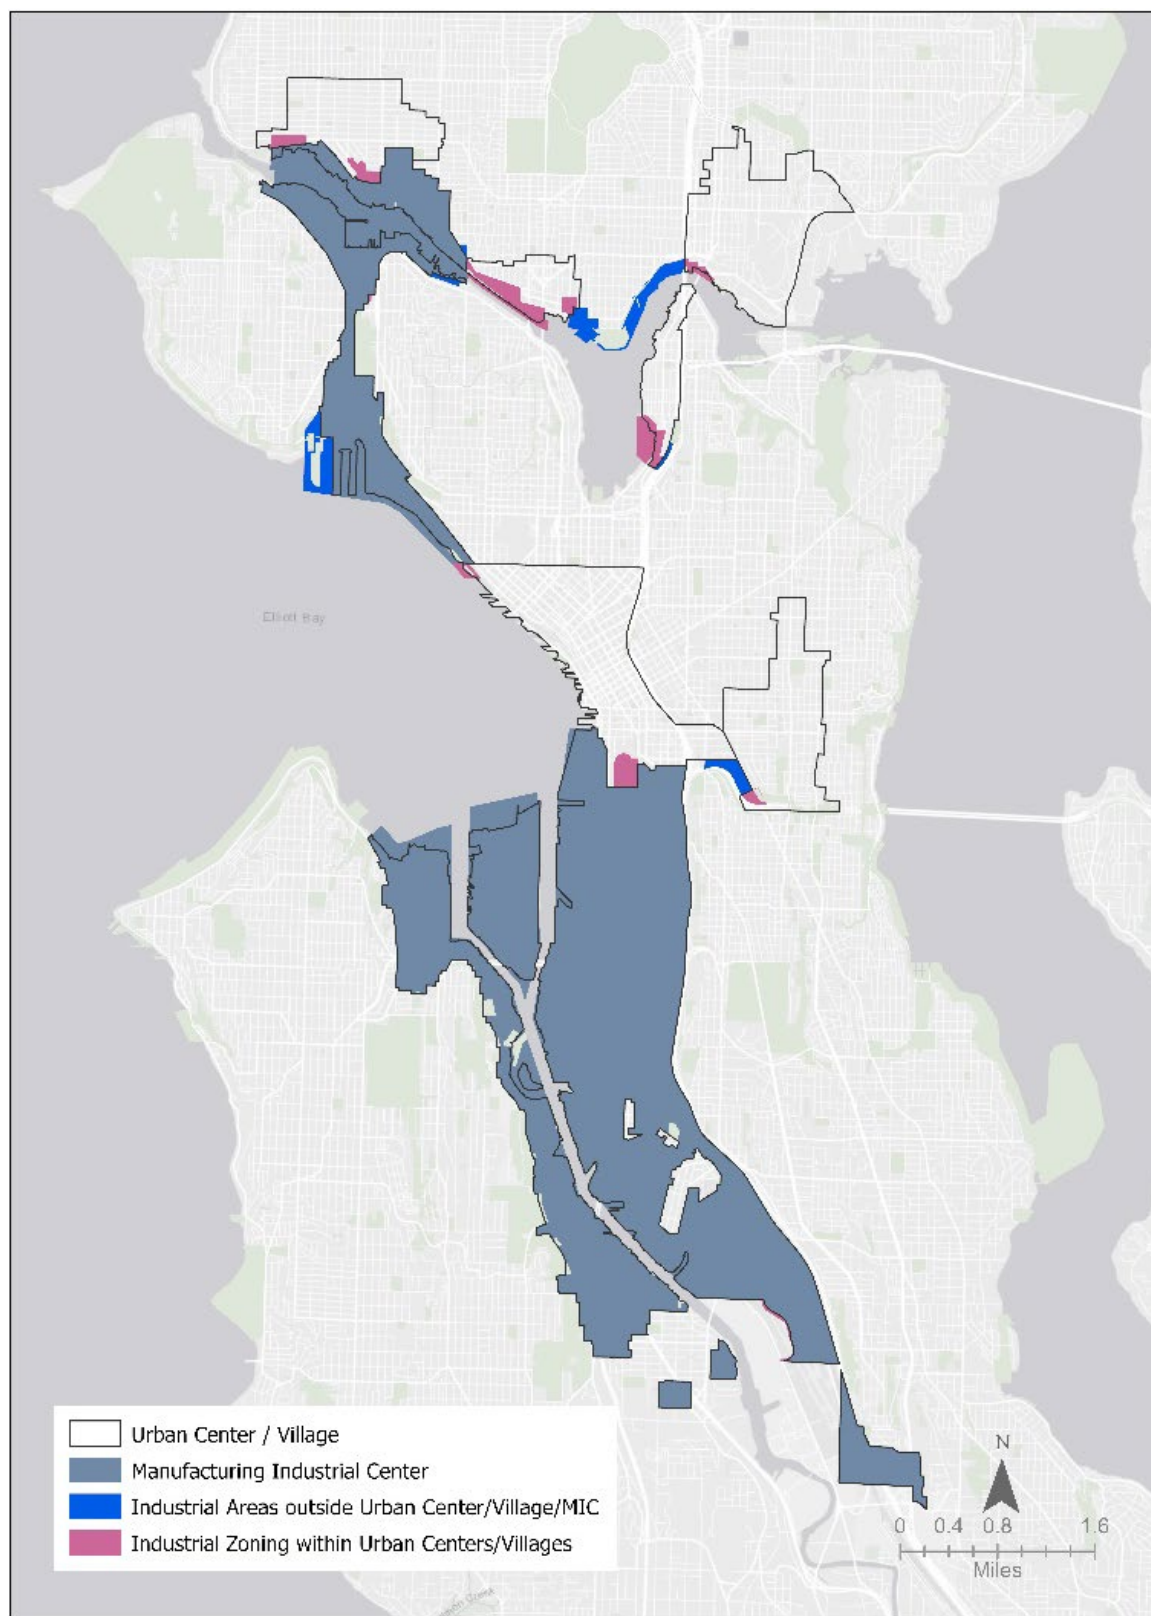 Elliott Bay
Urban Center / Village
Manufacturing Industrial Center
Industrial Areas outside Urban Center/Village/MIC
Industrial Zoning within Urban Centers/Villages
N
0 0.4 0.8 1.6
Miles